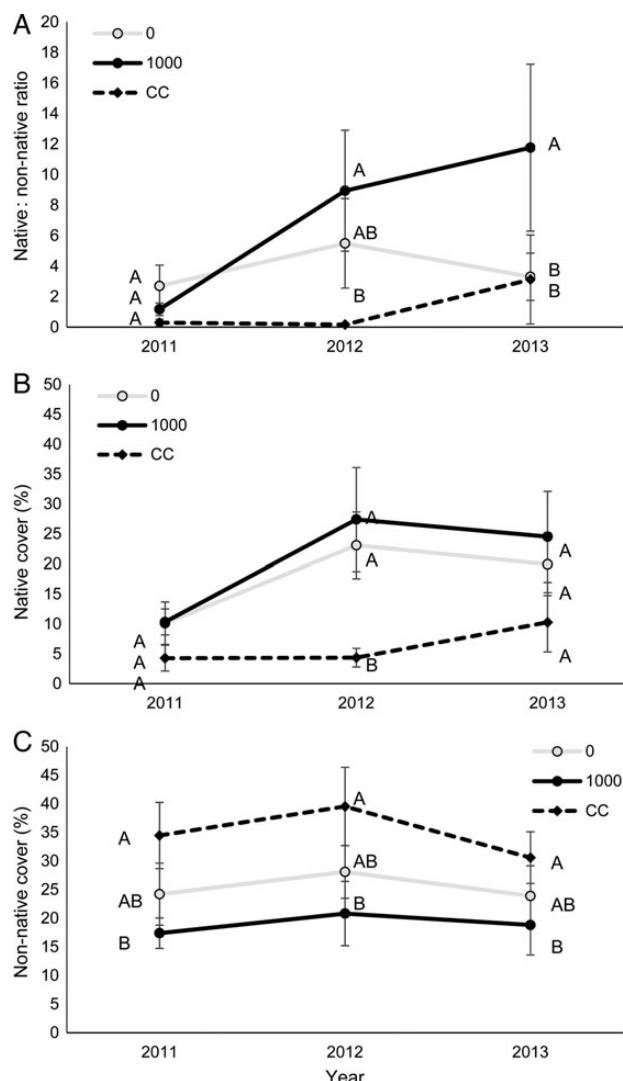 A
0
1000
CC
Native : non-native ratio
20
18
16
14
12
10
8
6
4
2
0
A
A
A
A
AB
B
A
B
B
2011
2012
2013
B
0
1000
CC
Native cover (%)
50
45
40
35
30
25
20
15
10
5
0
A
A
A
A
A
B
A
A
A
2011
2012
2013
C
0
1000
CC
Non-native cover (%)
50
45
40
35
30
25
20
15
10
5
0
A
AB
B
A
AB
B
A
AB
B
2011
2012
2013
Year